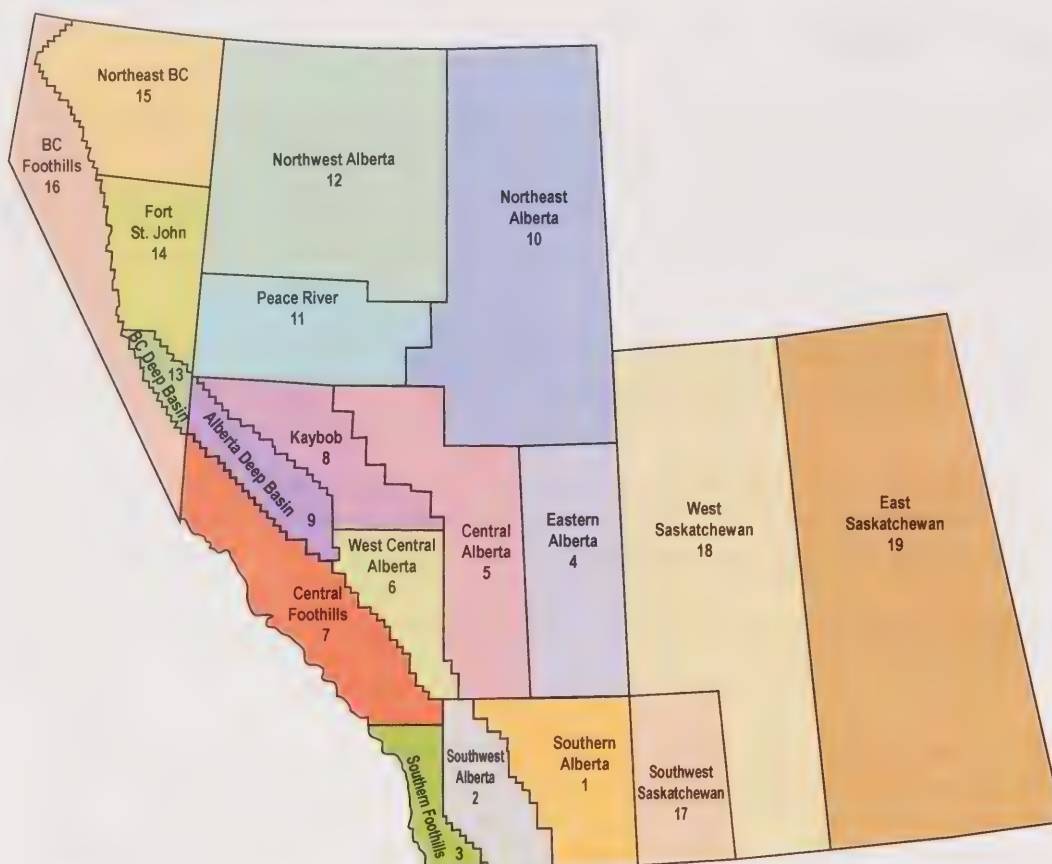 Northeast BC
15
BC
Foothills
16
Northwest Alberta
12
Northeast
Alberta
10
Fort
St. John
14
Peace River
11
BC Deep Basin
13
Alberta Deep Basin
9
Kaybob
8
West Central
Alberta
6
Central
Alberta
5
Eastern
Alberta
4
West
Saskatchewan
18
East
Saskatchewan
19
Central
Foothills
7
Southern Foothills
3
Southwest
Alberta
2
Southern
Alberta
1
Southwest
Saskatchewan
17